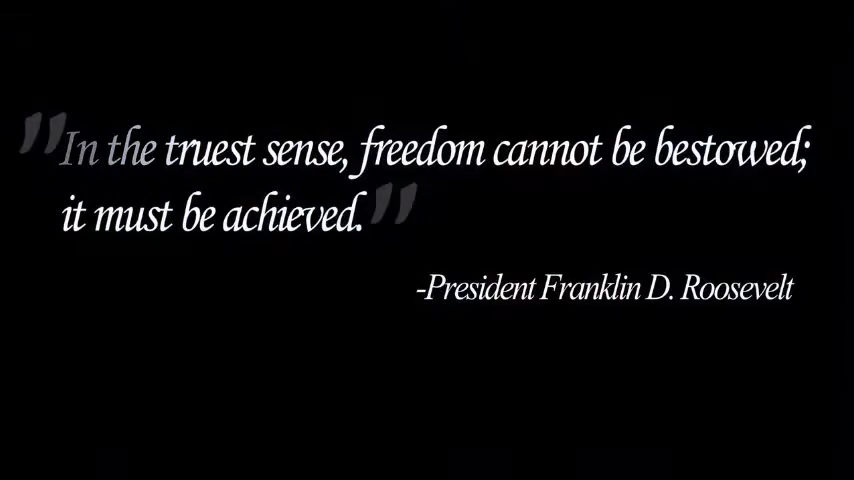 "In the truest sense, freedom cannot be bestowed;
it must be achieved."
-President Franklin D. Roosevelt